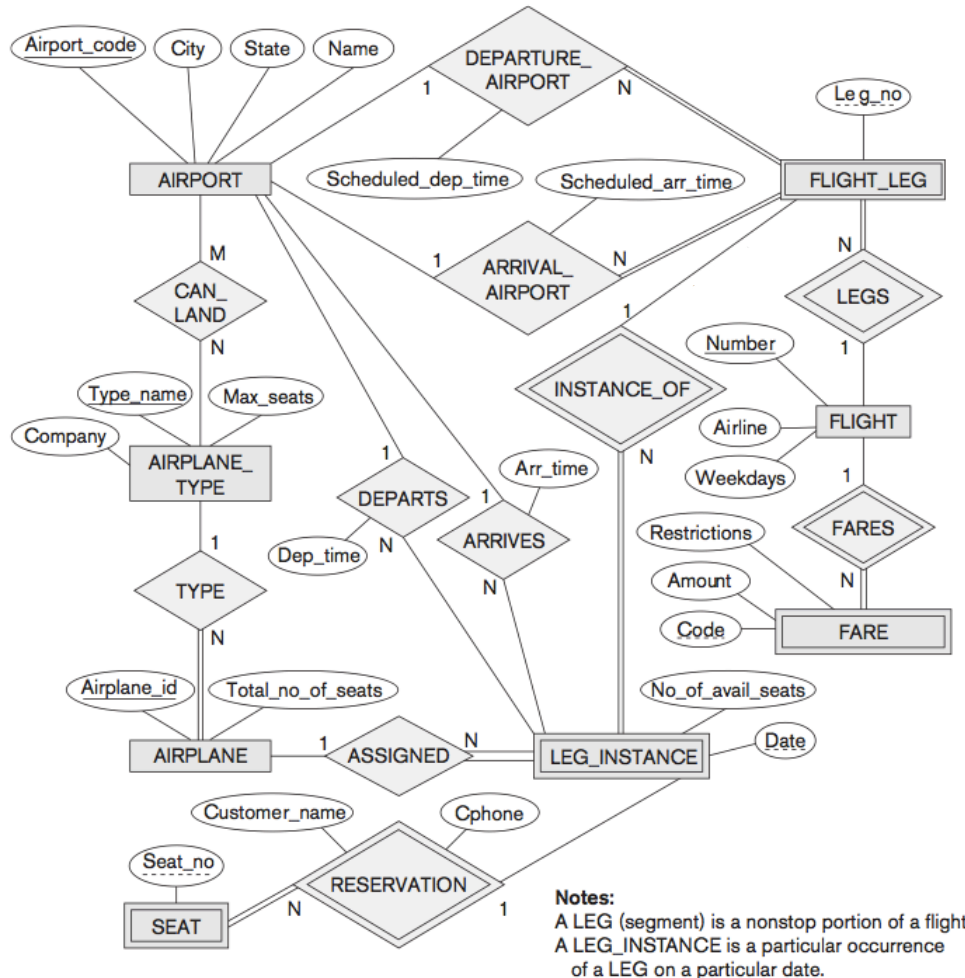 Airport_code
City
State
Name
DEPARTURE_
AIRPORT
1
N
Leg_no
Scheduled_dep_time
Scheduled_arr_time
AIRPORT
FLIGHT_LEG
M
1
ARRIVAL_
AIRPORT
N
N
CAN_
LAND
LEGS
N
1
1
Number
Type_name
Max_seats
INSTANCE_OF
Company
Airline
FLIGHT
AIRPLANE_
TYPE
1
Arr_time
N
Weekdays
DEPARTS
1
1
Dep_time
N
ARRIVES
Restrictions
FARES
1
TYPE
N
Amount
N
N
Code
FARE
Airplane_id
Total_no_of_seats
No_of_avail_seats
Date
AIRPLANE
1
ASSIGNED
N
LEG_INSTANCE
Customer_name
Cphone
Seat_no
RESERVATION
N
1
SEAT
Notes:
A LEG (segment) is a nonstop portion of a flight
A LEG_INSTANCE is a particular occurrence
of a LEG on a particular date.